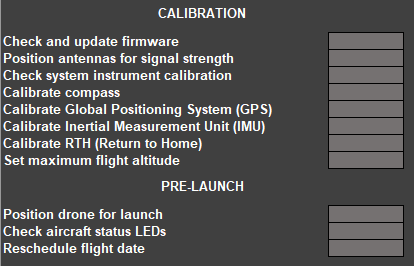 CALIBRATION
Check and update firmware
Position antennas for signal strength
Check system instrument calibration
Calibrate compass
Calibrate Global Positioning System (GPS)
Calibrate Inertial Measurement Unit (IMU)
Calibrate RTH (Return to Home)
Set maximum flight altitude
PRE-LAUNCH
Position drone for launch
Check aircraft status LEDs
Reschedule flight date